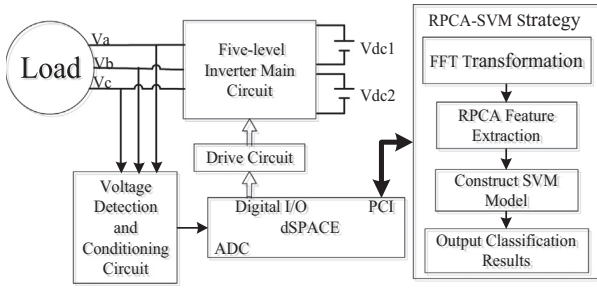 Load
Va
Vb
Vc
Five-level
Inverter Main
Circuit
Vdc1
Vdc2
Drive Circuit
Voltage
Detection
and
Conditioning
Circuit
Digital I/O
PCI
dSPACE
ADC
RPCA-SVM Strategy
FFT Transformation
RPCA Feature
Extraction
Construct SVM
Model
Output Classification
Results